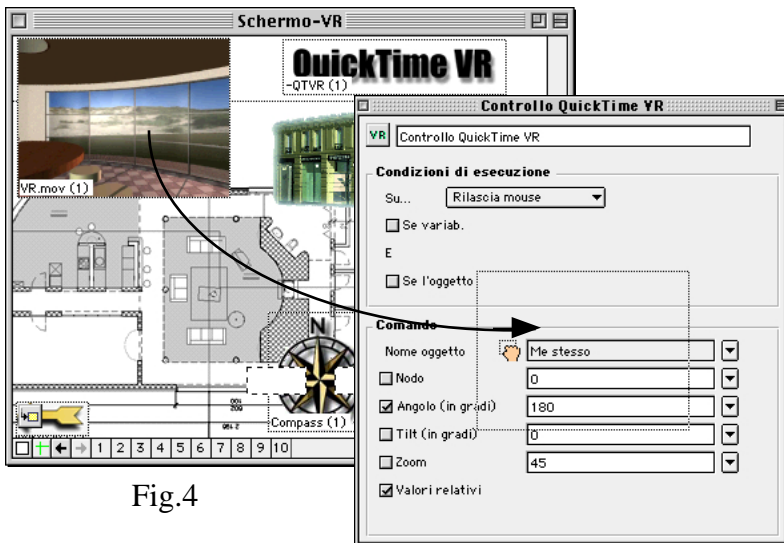 Schermo-VR
QuickTime VR
-QTVR (1)
VR.mov (1)
N
Compass (1)
1 2 3 4 5 6 7 8 9 10
Controllo QuickTime VR
VR Controllo QuickTime VR
Condizioni di esecuzione
Su... Rilascia mouse
Se variab.
E
Se l'oggetto
Comando
Nome oggetto Me stesso
Nodo 0
Angolo (in gradi) 180
Tilt (in gradi) 0
Zoom 45
Valori relativi
Fig.4